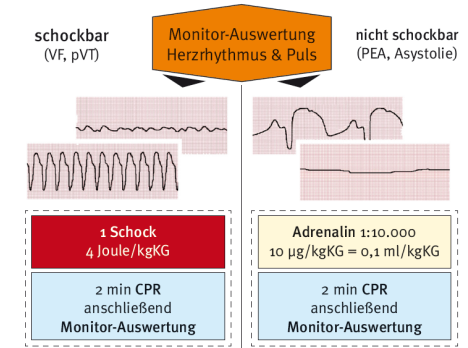 schockbar
(VF, pVT)
Monitor-Auswertung
Herzrhythmus & Puls
nicht schockbar
(PEA, Asystolie)
1 Schock
4 Joule/kgKG
2 min CPR
anschließend
Monitor-Auswertung
Adrenalin 1:10.000
10 µg/kgKG = 0,1 ml/kgKG
2 min CPR
anschließend
Monitor-Auswertung